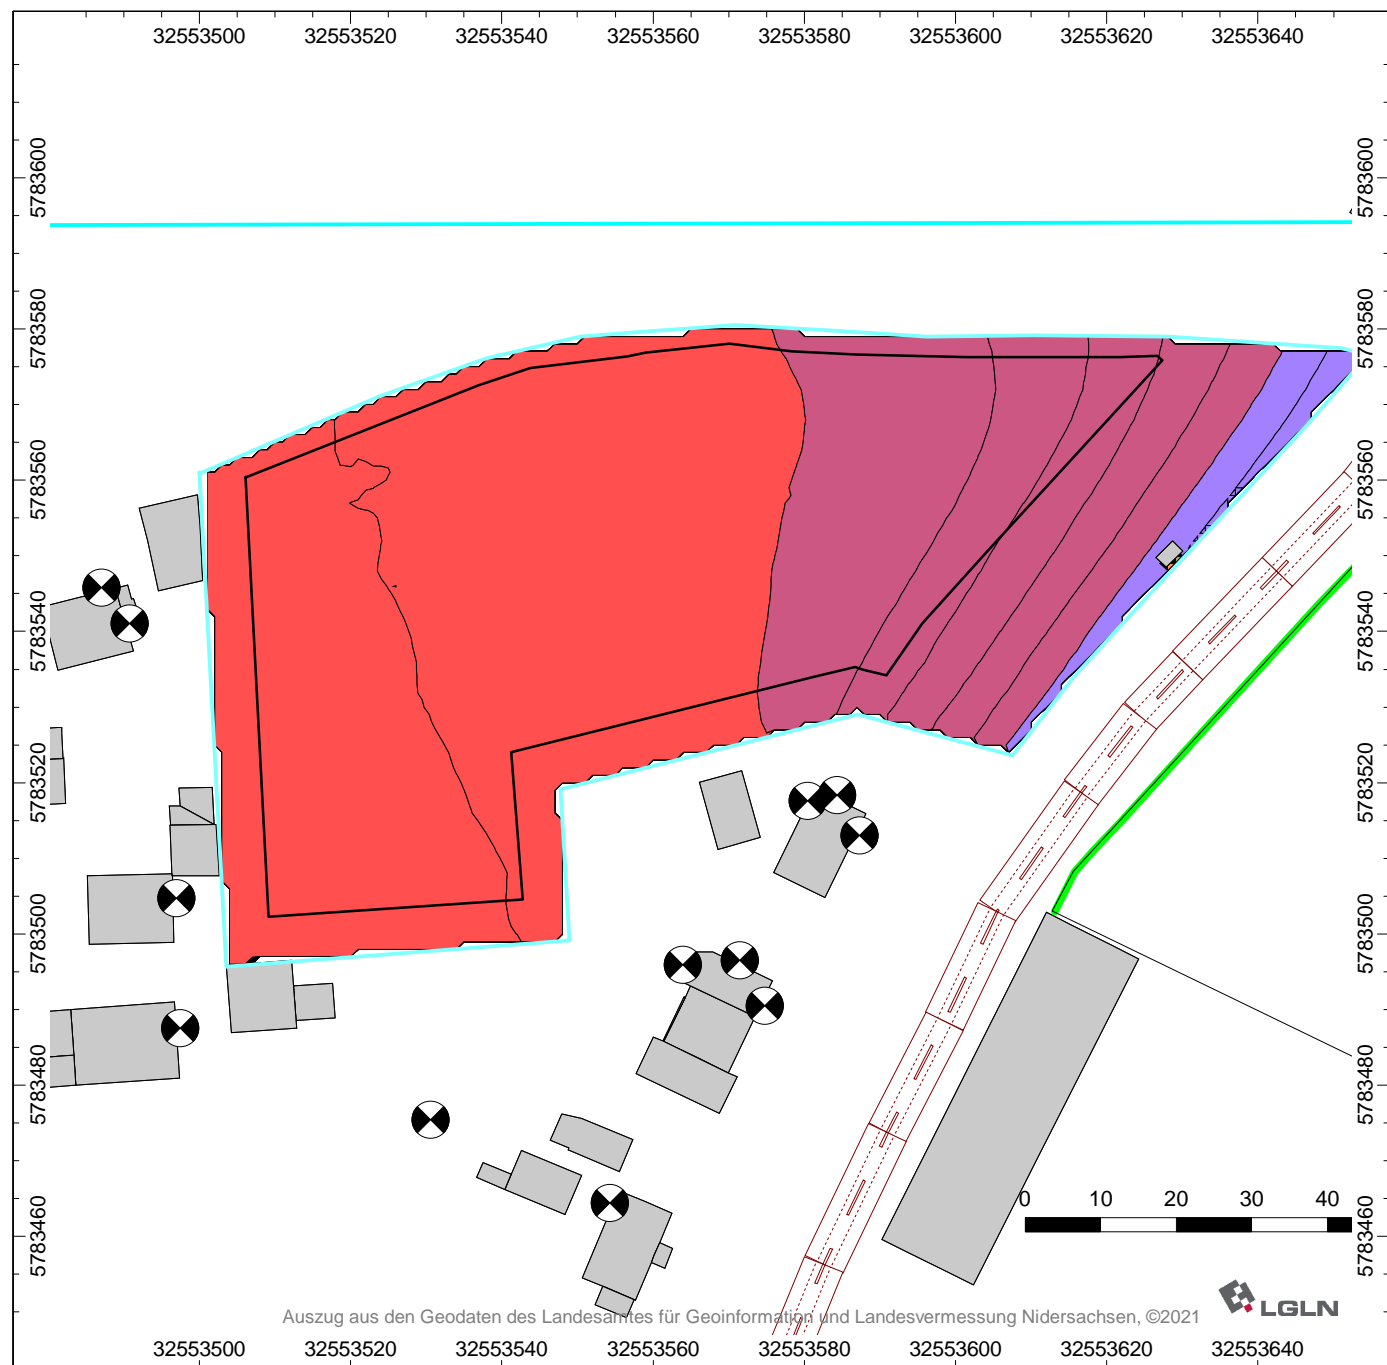 32553500 32553520 32553540 32553560 32553580 32553600 32553620 32553640
5783600 5783600
5783580 5783580
5783560 5783560
5783540 5783540
5783520 5783520
5783500 5783500
5783480 5783480
0 10 20 30 40
5783460 5783460
Auszug aus den Geodaten des Landesamtes für Geoinformation und Landesvermessung Nidersachsen, ©2021
LGLN
32553500 32553520 32553540 32553560 32553580 32553600 32553620 32553640